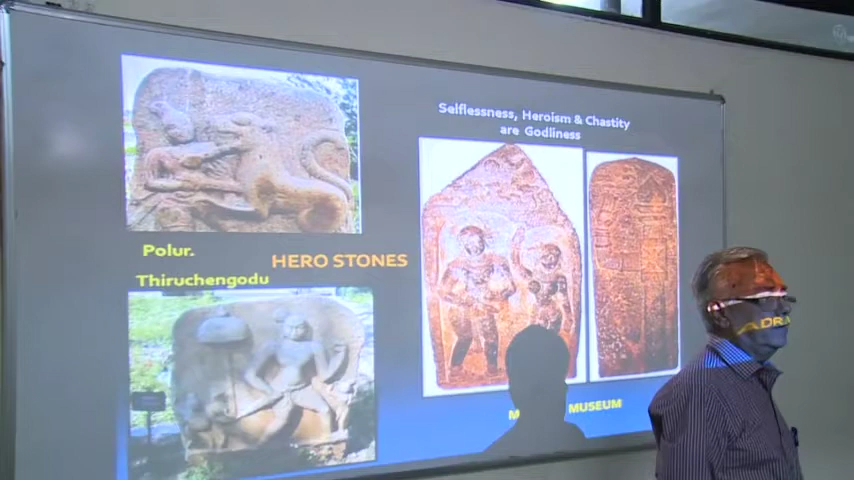 Selflessness, Heroism & Chastity
are Godliness
Polur.
HERO STONES
Thiruchengodu
MUSEUM
ADRA